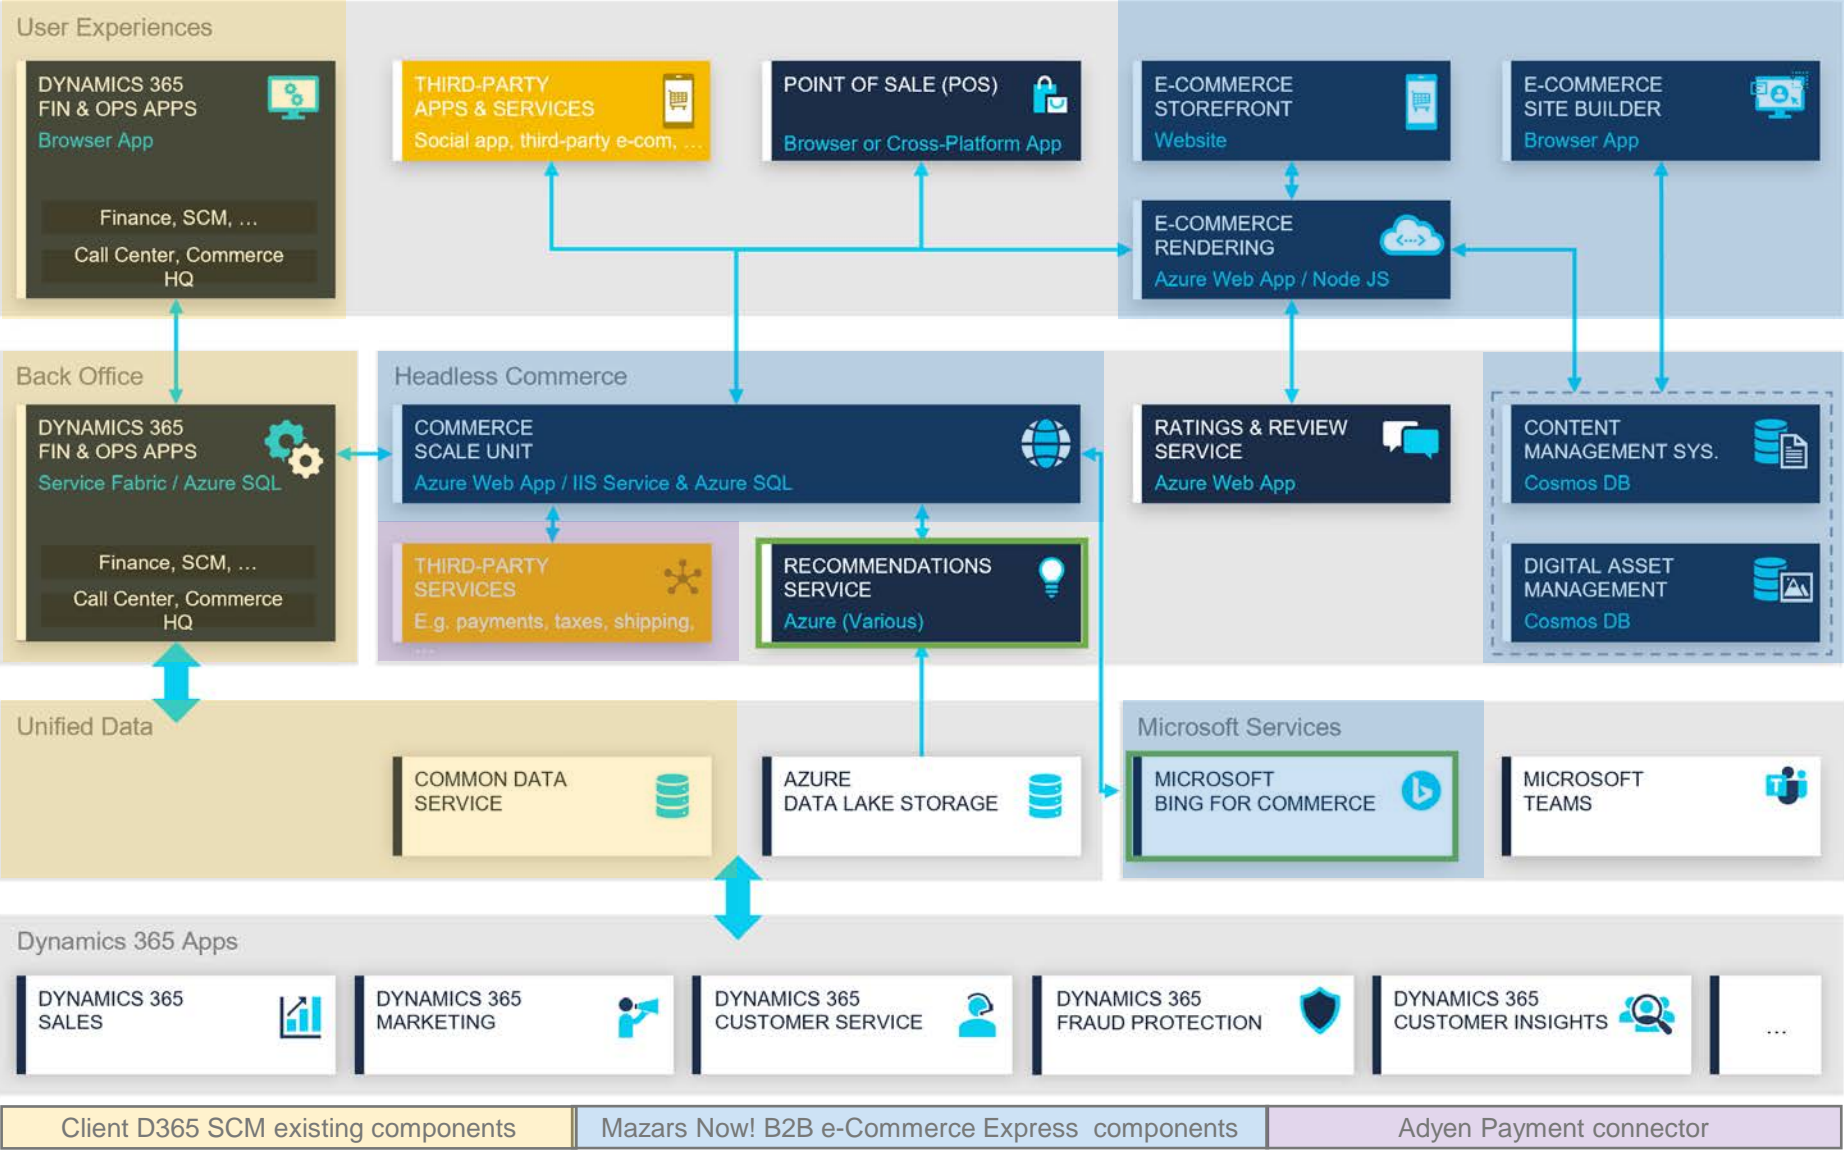 User Experiences
DYNAMICS 365
FIN & OPS APPS
Browser App
Finance, SCM, ...
Call Center, Commerce
HQ
THIRD-PARTY
APPS & SERVICES
Social app, third-party e-com, ...
POINT OF SALE (POS)
Browser or Cross-Platform App
E-COMMERCE
STOREFRONT
Website
E-COMMERCE
SITE BUILDER
Browser App
E-COMMERCE
RENDERING
Azure Web App / Node JS
Back Office
DYNAMICS 365
FIN & OPS APPS
Service Fabric / Azure SQL
Finance, SCM, ...
Call Center, Commerce
HQ
Headless Commerce
COMMERCE
SCALE UNIT
Azure Web App / IIS Service & Azure SQL
THIRD-PARTY
SERVICES
E.g. payments, taxes, shipping,
...
RECOMMENDATIONS
SERVICE
Azure (Various)
RATINGS & REVIEW
SERVICE
Azure Web App
CONTENT
MANAGEMENT SYS.
Cosmos DB
DIGITAL ASSET
MANAGEMENT
Cosmos DB
Unified Data
COMMON DATA
SERVICE
AZURE
DATA LAKE STORAGE
Microsoft Services
MICROSOFT
BING FOR COMMERCE
MICROSOFT
TEAMS
Dynamics 365 Apps
DYNAMICS 365
SALES
DYNAMICS 365
MARKETING
DYNAMICS 365
CUSTOMER SERVICE
DYNAMICS 365
FRAUD PROTECTION
DYNAMICS 365
CUSTOMER INSIGHTS
...
Client D365 SCM existing components
Mazars Now! B2B e-Commerce Express components
Adyen Payment connector